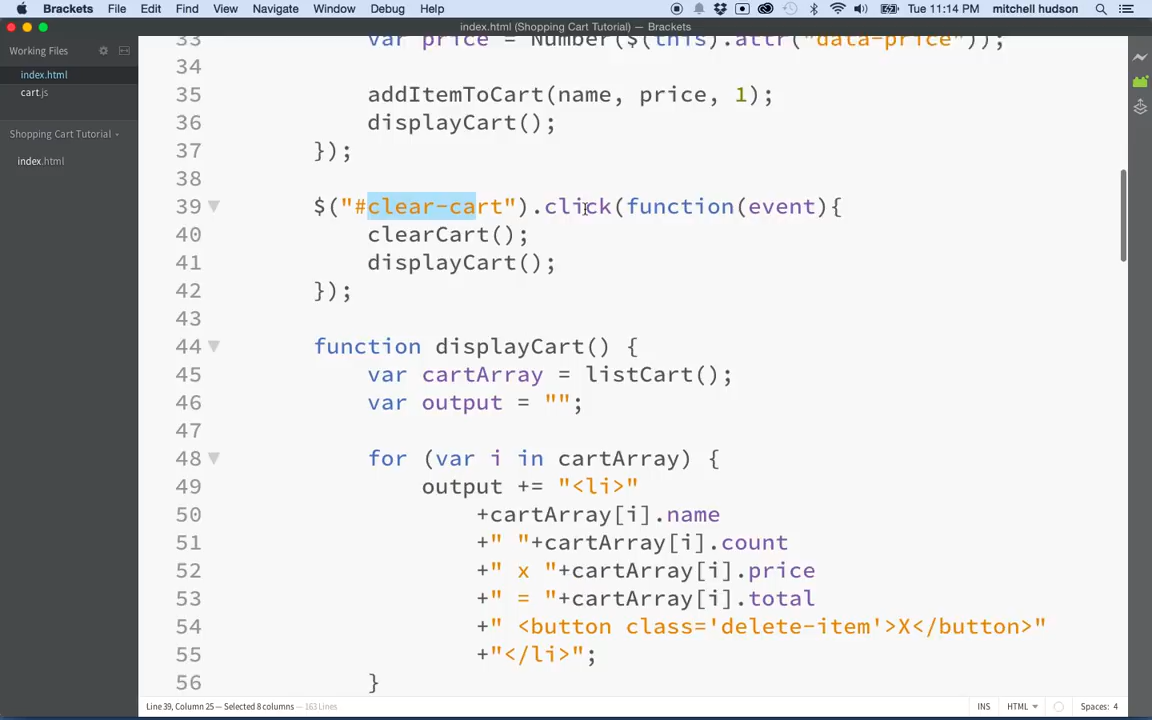 Brackets File Edit Find View Navigate Window Debug Help Tue 11:14 PM mitchell hudson
index.html (Shopping Cart Tutorial) — Brackets
Working Files
index.html
cart.js
Shopping Cart Tutorial
index.html
33 var price = Number($(this).attr("data-price"));
34
35 addItemToCart(name, price, 1);
36 displayCart();
37 });
38
39 $("#clear-cart").click(function(event){
40 clearCart();
41 displayCart();
42 });
43
44 function displayCart() {
45 var cartArray = listCart();
46 var output = "";
47
48 for (var i in cartArray) {
49 output += "<li>"
50 +cartArray[i].name
51 +" "+cartArray[i].count
52 +" x "+cartArray[i].price
53 +" = "+cartArray[i].total
54 +" <button class='delete-item'>X</button>"
55 +"</li>";
56 }
Line 39, Column 25 — Selected 8 columns — 163 Lines INS HTML Spaces: 4